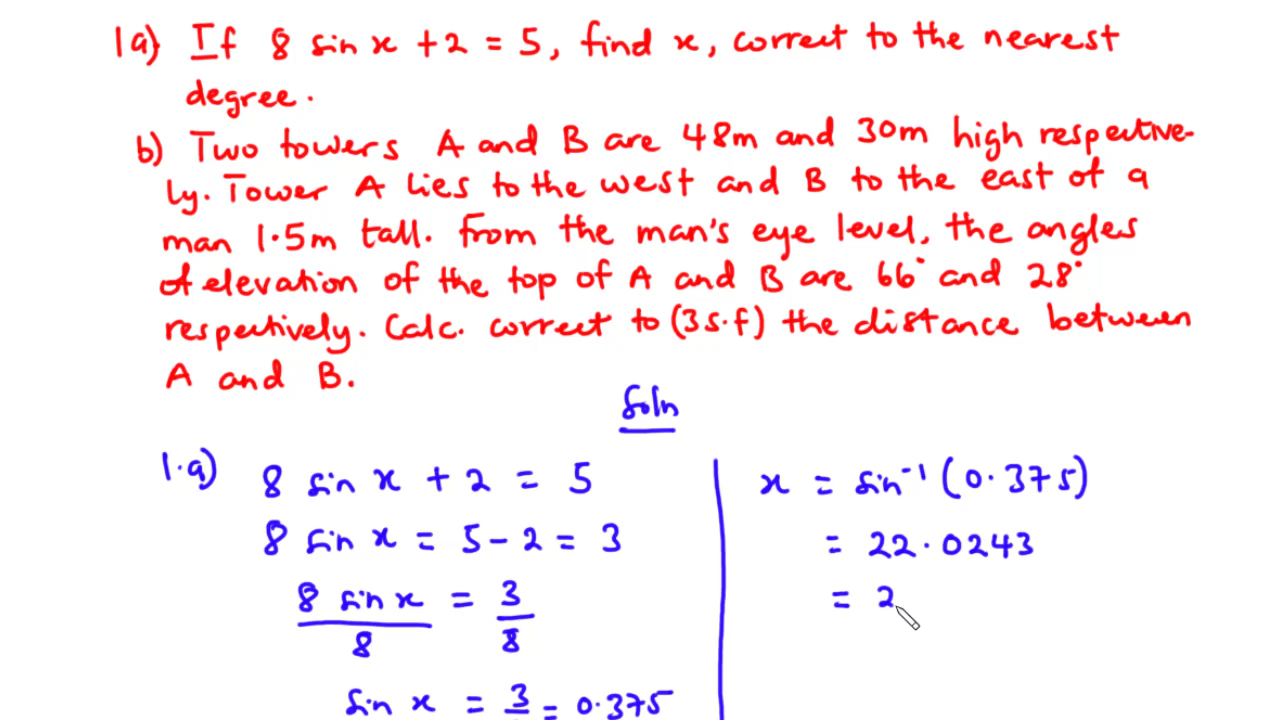 1a) If 8 sin x + 2 = 5, find x, correct to the nearest
degree.
b) Two towers A and B are 48m and 30m high respective-
ly. Tower A lies to the west and B to the east of a
man 1.5m tall. From the man's eye level, the angles
of elevation of the top of A and B are 66° and 28°
respectively. Calc. correct to (3 s.f) the distance between
A and B.
Soln
1.a) 8 sin x + 2 = 5
8 sin x = 5 - 2 = 3
8 sin x / 8 = 3 / 8
sin x = 3 / = 0.375
x = sin⁻¹ (0.375)
= 22.0243
= 2